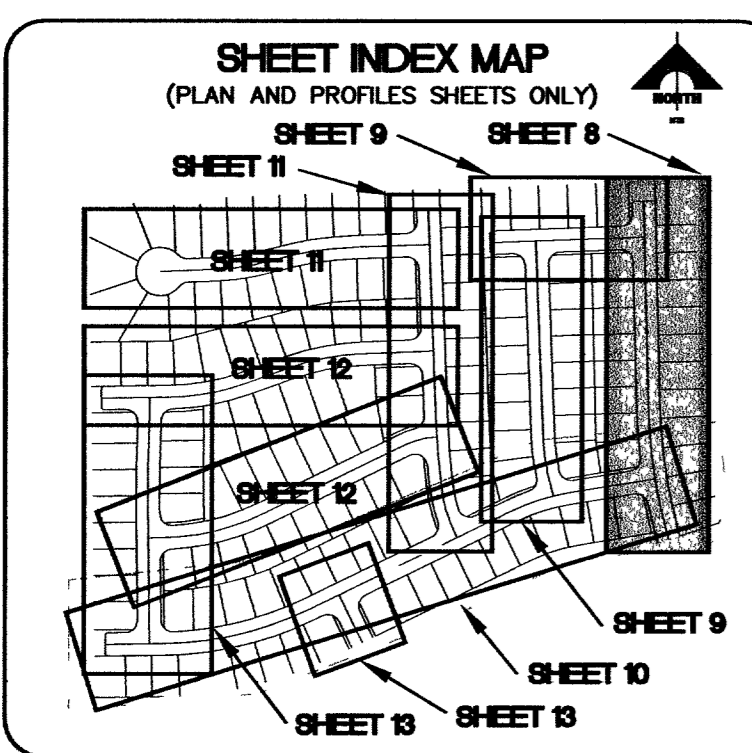 SHEET INDEX MAP
(PLAN AND PROFILES SHEETS ONLY)
NORTH
SHEET 9
SHEET 8
SHEET 11
SHEET 11
SHEET 12
SHEET 12
SHEET 9
SHEET 10
SHEET 13
SHEET 13